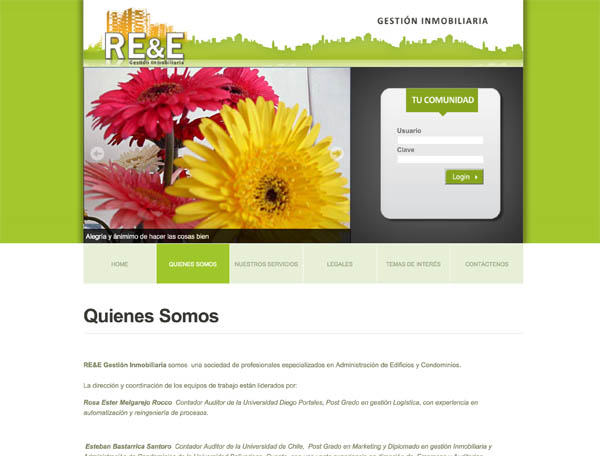 GESTIÓN INMOBILIARIA
RE&E
Gestión Inmobiliaria
TU COMUNIDAD
Usuario
Clave
Login
Alegría y ánimimo de hacer las cosas bien
HOME
QUIENES SOMOS
NUESTROS SERVICIOS
LEGALES
TEMAS DE INTERÉS
CONTÁCTENOS
Quienes Somos
RE&E Gestión Inmobiliaria somos una sociedad de profesionales especializados en Administración de Edificios y Condominios.
La dirección y coordinación de los equipos de trabajo están liderados por:
Rosa Ester Melgarejo Rocco Contador Auditor de la Universidad Diego Portales, Post Grado en gestión Logística, con experiencia en
automatización y reingeniería de procesos.
Esteban Bastarrica Santoro Contador Auditor de la Universidad de Chile, Post Grado en Marketing y Diplomado en gestión Inmobiliaria y